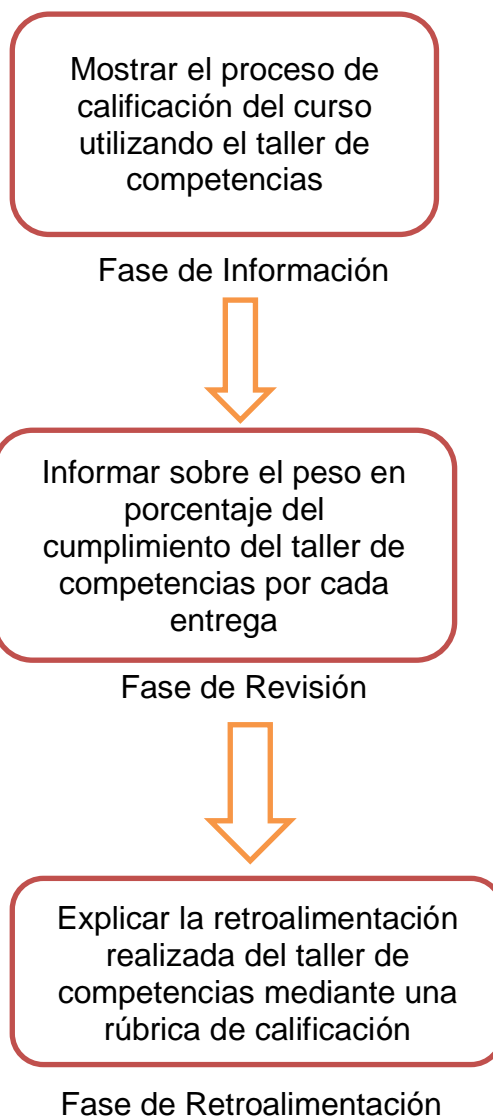 Mostrar el proceso de
calificación del curso
utilizando el taller de
competencias
Fase de Información
Informar sobre el peso en
porcentaje del
cumplimiento del taller de
competencias por cada
entrega
Fase de Revisión
Explicar la retroalimentación
realizada del taller de
competencias mediante una
rúbrica de calificación
Fase de Retroalimentación